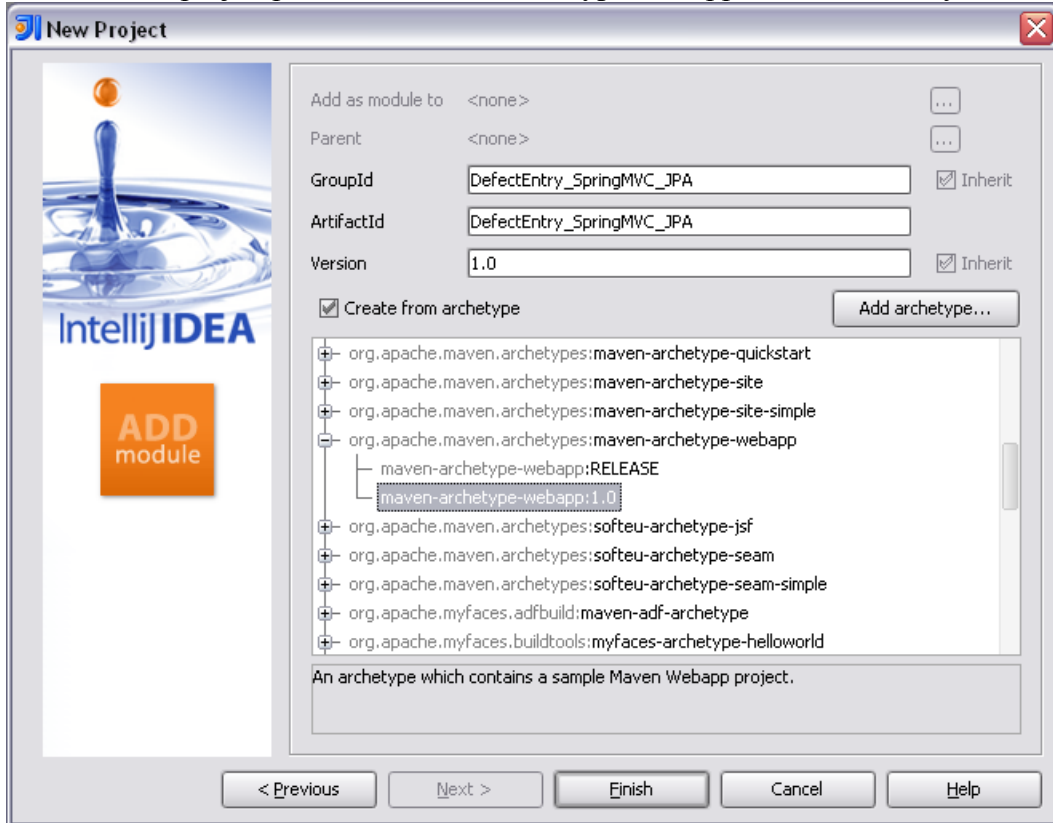 New Project
Add as module to <none> ...
Parent <none> ...
GroupId DefectEntry_SpringMVC_JPA Inherit
ArtifactId DefectEntry_SpringMVC_JPA
Version 1.0 Inherit
Create from archetype Add archetype...
IntelliJ IDEA
ADD
module
org.apache.maven.archetypes:maven-archetype-quickstart
org.apache.maven.archetypes:maven-archetype-site
org.apache.maven.archetypes:maven-archetype-site-simple
org.apache.maven.archetypes:maven-archetype-webapp
maven-archetype-webapp:RELEASE
maven-archetype-webapp:1.0
org.apache.maven.archetypes:softeu-archetype-jsf
org.apache.maven.archetypes:softeu-archetype-seam
org.apache.maven.archetypes:softeu-archetype-seam-simple
org.apache.myfaces.adfbuild:maven-adf-archetype
org.apache.myfaces.buildtools:myfaces-archetype-helloworld
An archetype which contains a sample Maven Webapp project.
< Previous Next > Finish Cancel Help